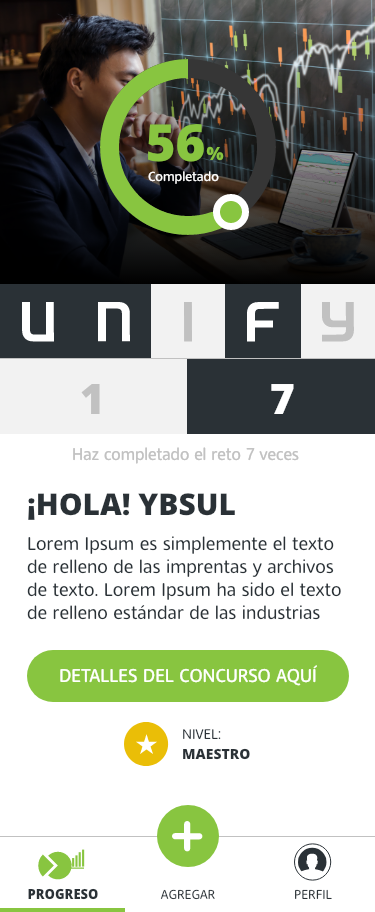 56%
Completado
UNIFY
1 7
Haz completado el reto 7 veces
¡HOLA! YBSUL
Lorem Ipsum es simplemente el texto
de relleno de las imprentas y archivos
de texto. Lorem Ipsum ha sido el texto
de relleno estándar de las industrias
DETALLES DEL CONCURSO AQUÍ
NIVEL:
MAESTRO
PROGRESO AGREGAR PERFIL